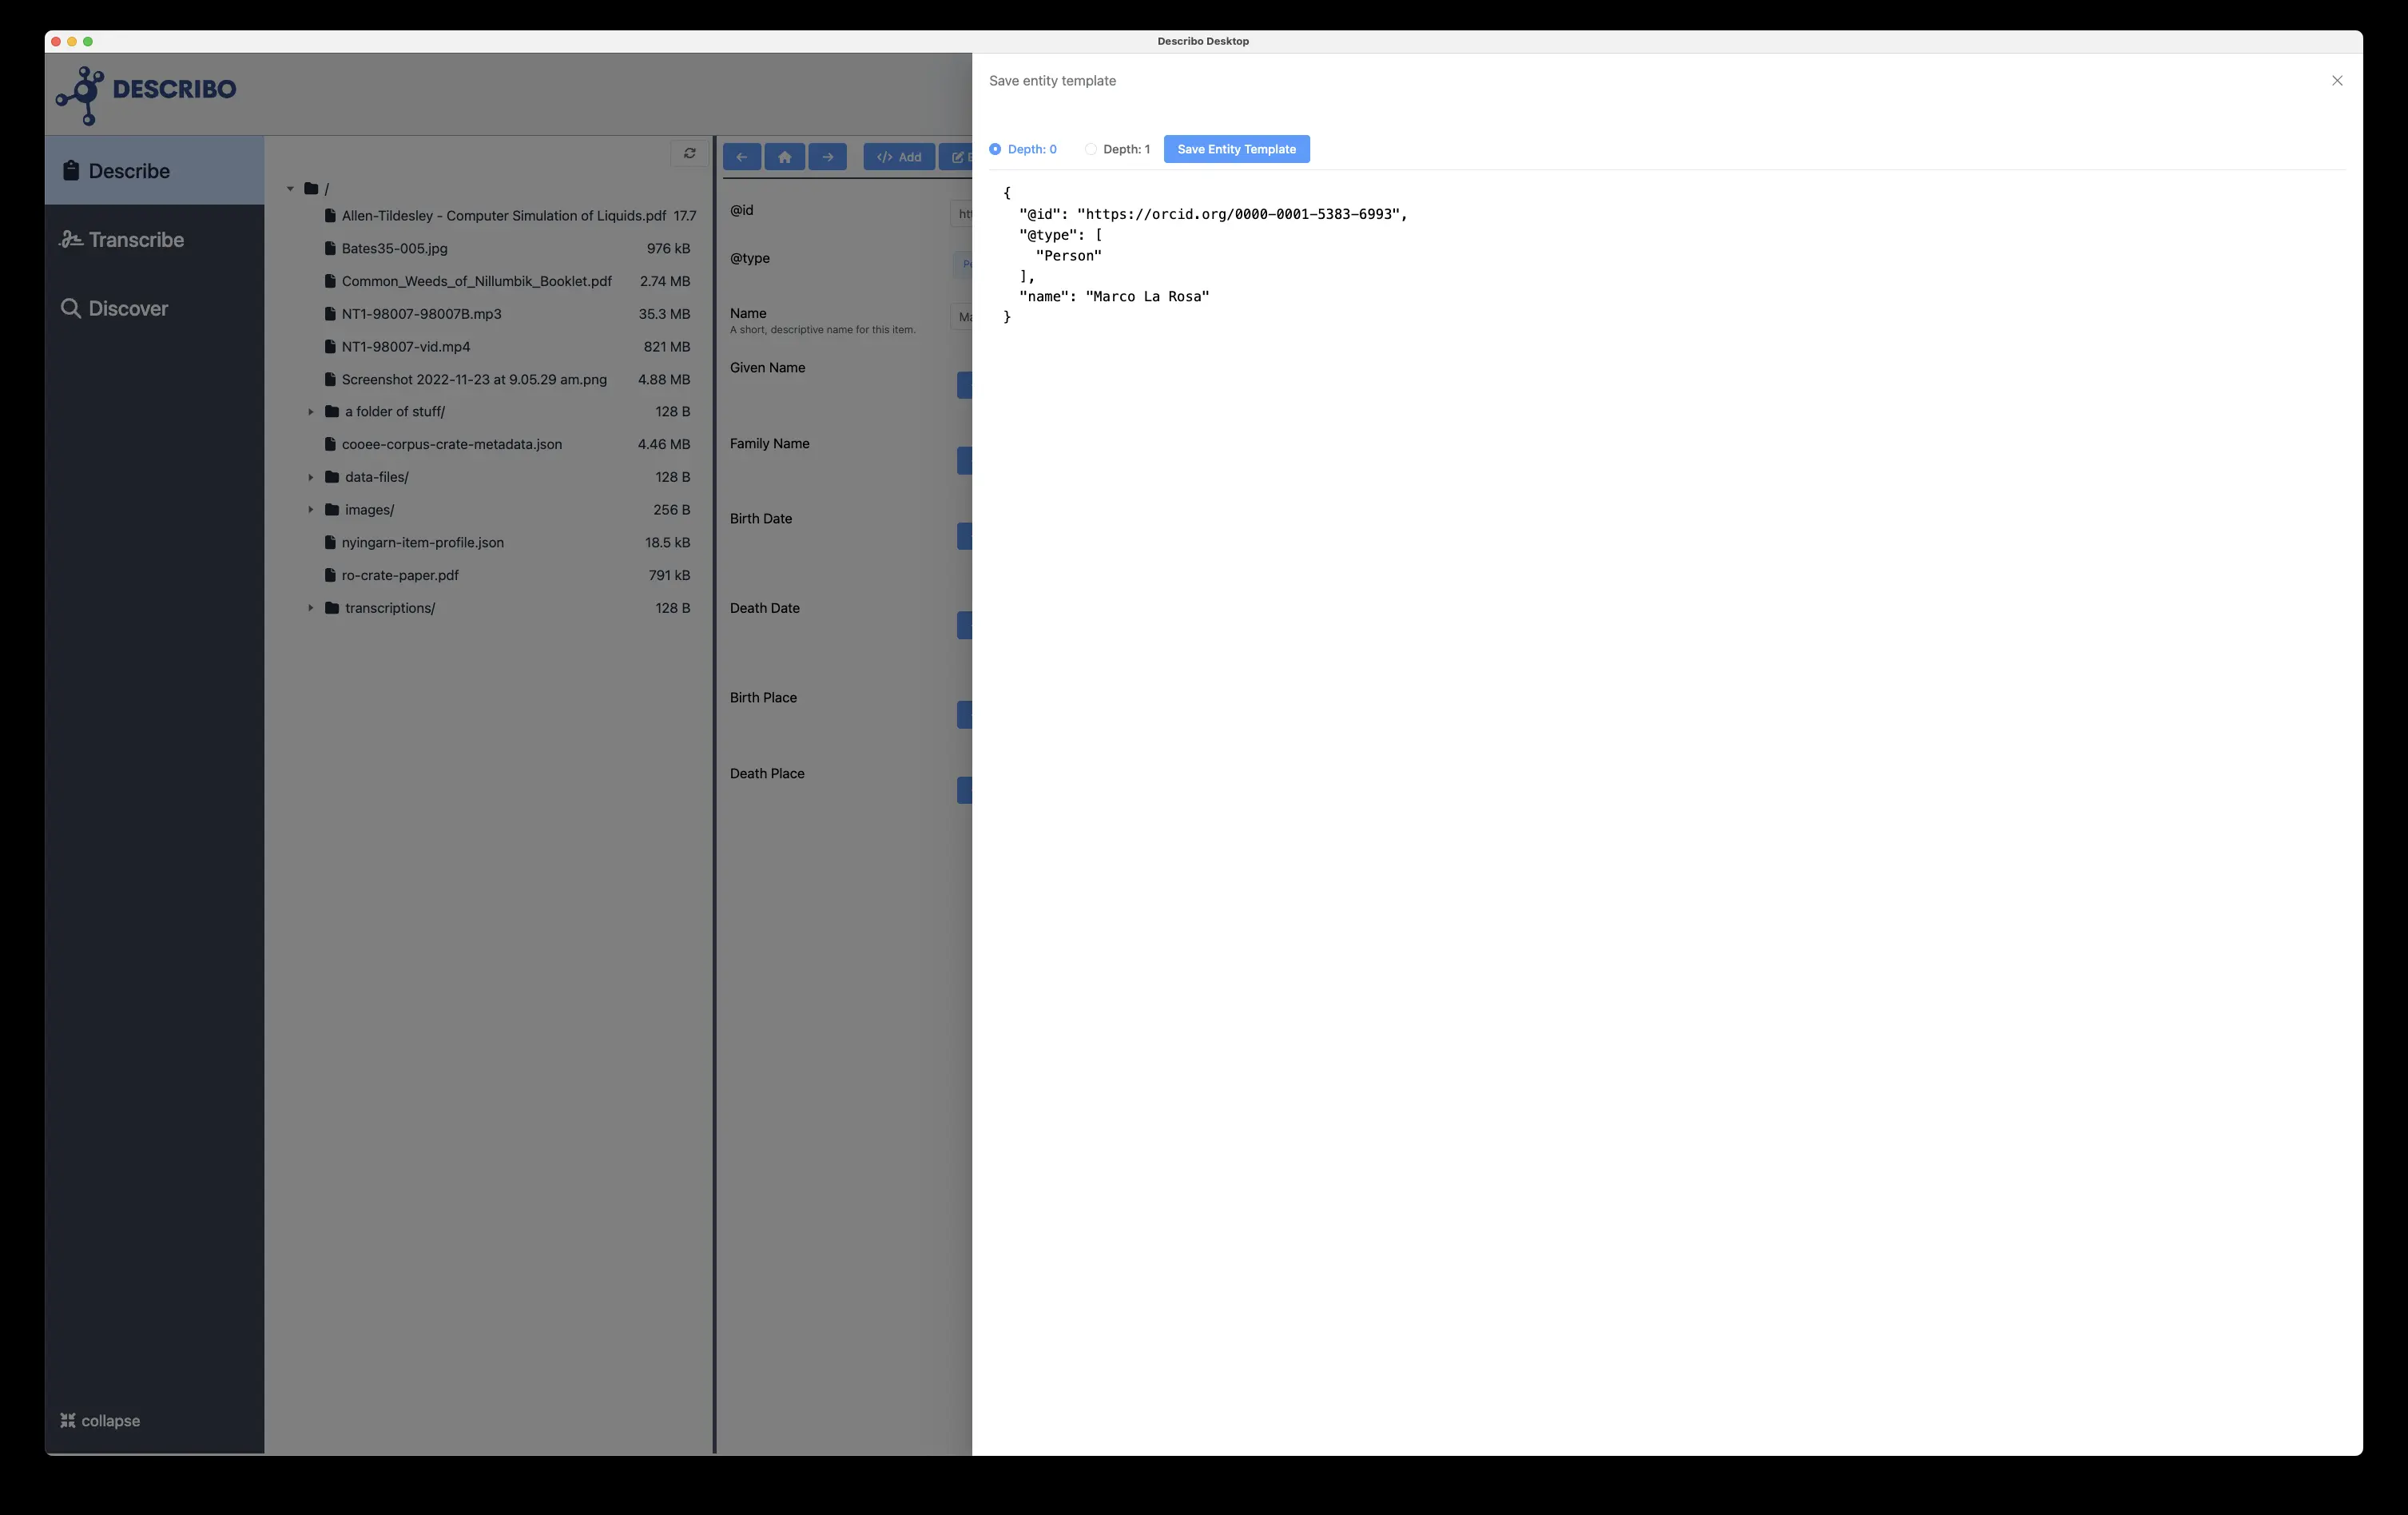 Describo Desktop
DESCRIBO
Describe
Transcribe
Discover
collapse
/
Allen-Tildesley - Computer Simulation of Liquids.pdf 17.7
Bates35-005.jpg 976 kB
Common_Weeds_of_Nillumbik_Booklet.pdf 2.74 MB
NT1-98007-98007B.mp3 35.3 MB
NT1-98007-vid.mp4 821 MB
Screenshot 2022-11-23 at 9.05.29 am.png 4.88 MB
a folder of stuff/ 128 B
cooee-corpus-crate-metadata.json 4.46 MB
data-files/ 128 B
images/ 256 B
nyingarn-item-profile.json 18.5 kB
ro-crate-paper.pdf 791 kB
transcriptions/ 128 B
</> Add
@id
@type
Name
A short, descriptive name for this item.
Given Name
Family Name
Birth Date
Death Date
Birth Place
Death Place
Save entity template
Depth: 0 Depth: 1 Save Entity Template
{
"@id": "https://orcid.org/0000-0001-5383-6993",
"@type": [
"Person"
],
"name": "Marco La Rosa"
}